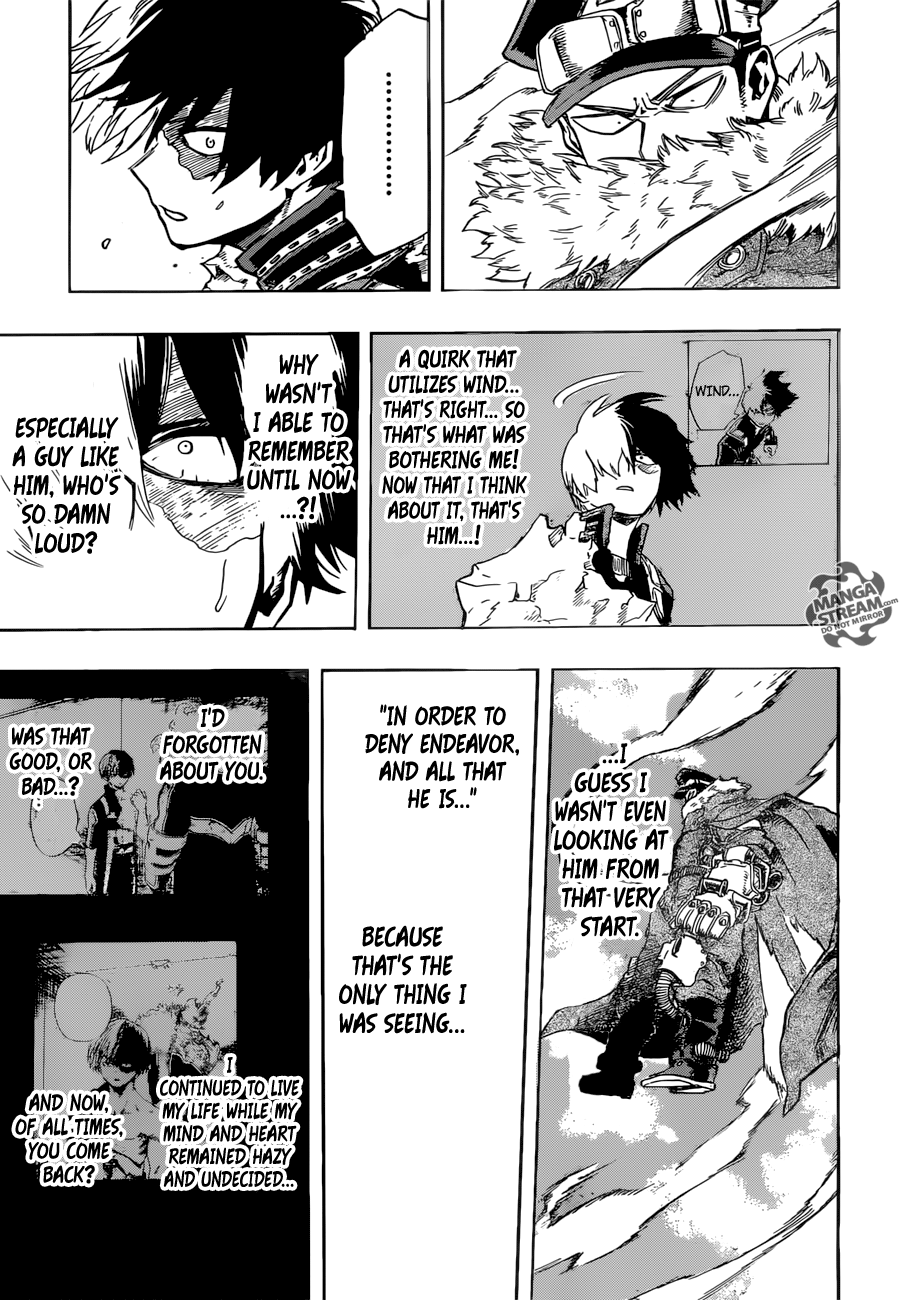 .........
WIND...
A QUIRK THAT
UTILIZES WIND...
THAT'S RIGHT... SO
THAT'S WHAT WAS
BOTHERING ME!
NOW THAT I THINK
ABOUT IT, THAT'S
HIM...!
WHY
WASN'T
I ABLE TO
REMEMBER
UNTIL NOW
...?!
ESPECIALLY
A GUY LIKE
HIM, WHO'S
SO DAMN
LOUD?
MANGA
STREAM.com
DO NOT MIRROR
...I
GUESS I
WASN'T EVEN
LOOKING AT
HIM FROM
THAT VERY
START.
"IN ORDER TO
DENY ENDEAVOR,
AND ALL THAT
HE IS..."
BECAUSE
THAT'S THE
ONLY THING I
WAS SEEING...
I'D
FORGOTTEN
ABOUT YOU.
WAS THAT
GOOD, OR
BAD...?
I
CONTINUED TO LIVE
MY LIFE WHILE MY
MIND AND HEART
REMAINED HAZY
AND UNDECIDED...
AND NOW,
OF ALL TIMES,
YOU COME
BACK?